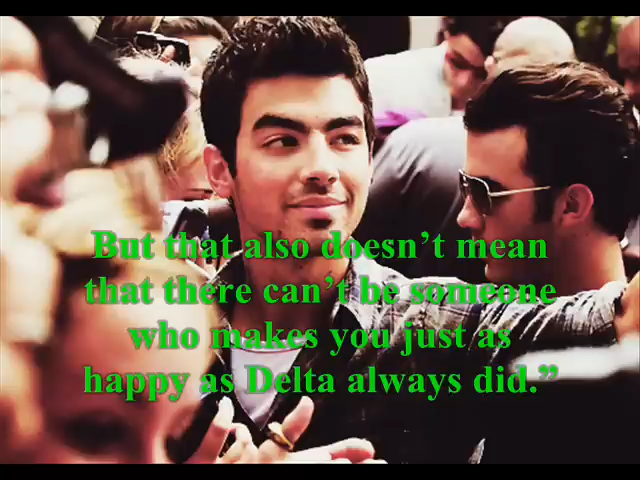 But that also doesn’t mean
that there can’t be someone
who makes you just as
happy as Delta always did.”